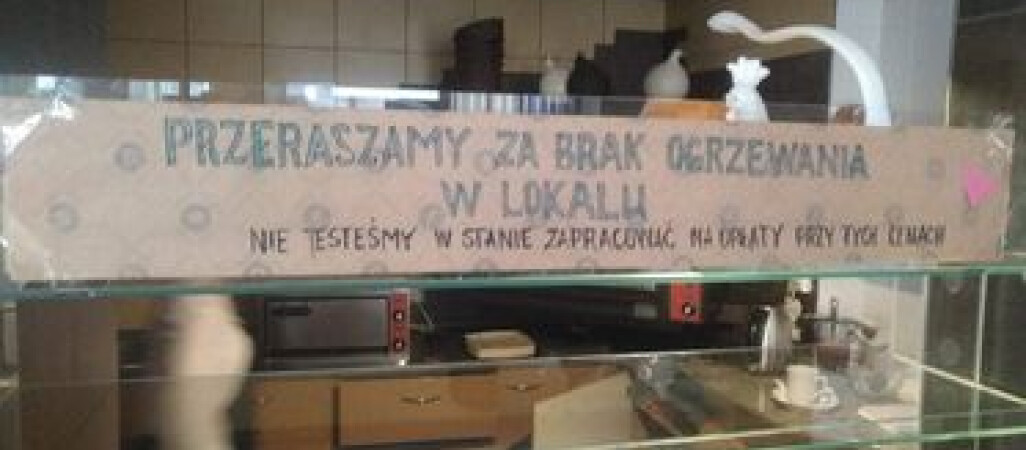 PRZERASZAMY ZA BRAK OGRZEWANIA
W LOKALU
NIE JESTEŚMY W STANIE ZAPRACOWAĆ NA OPŁATY PRZY TYCH CENACH